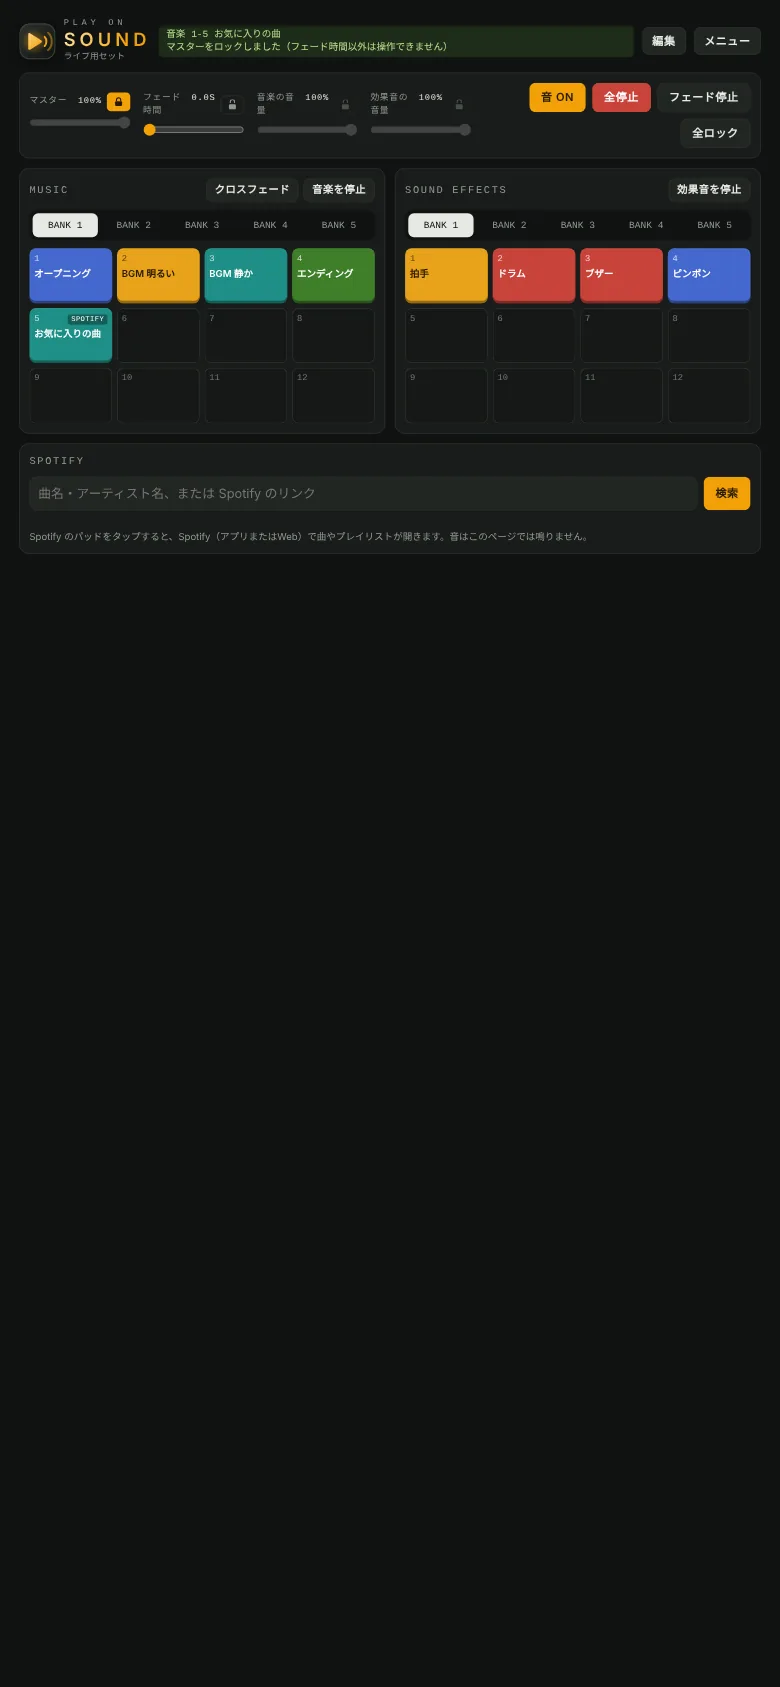 PLAY ON
SOUND
ライブ用セット
音楽 1-5 お気に入りの曲
マスターをロックしました（フェード時間以外は操作できません）
編集
メニュー
マスター 100%
フェード時間 0.0S
音楽の音量 100%
効果音の音量 100%
音 ON
全停止
フェード停止
全ロック
MUSIC
クロスフェード
音楽を停止
BANK 1
BANK 2
BANK 3
BANK 4
BANK 5
1
オープニング
2
BGM 明るい
3
BGM 静か
4
エンディング
5
SPOTIFY
お気に入りの曲
6
7
8
9
10
11
12
SOUND EFFECTS
効果音を停止
BANK 1
BANK 2
BANK 3
BANK 4
BANK 5
1
拍手
2
ドラム
3
ブザー
4
ピンポン
5
6
7
8
9
10
11
12
SPOTIFY
曲名・アーティスト名、または Spotify のリンク
検索
Spotify のパッドをタップすると、Spotify（アプリまたはWeb）で曲やプレイリストが開きます。音はこのページでは鳴りません。